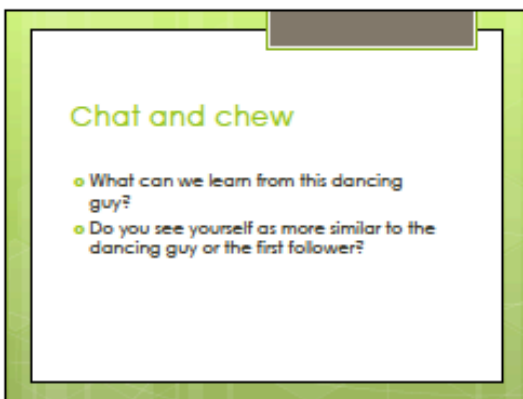 Chat and chew
What can we learn from this dancing
guy?
Do you see yourself as more similar to the
dancing guy or the first follower?